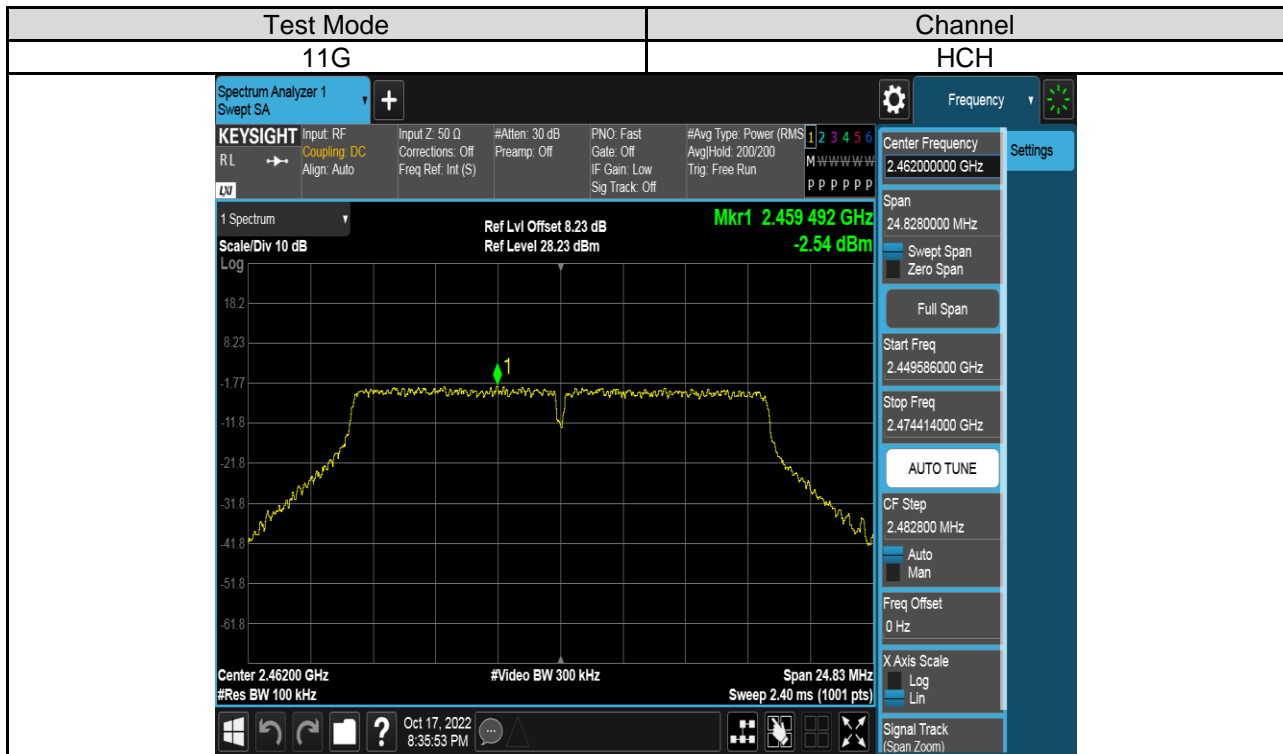 Test Mode Channel
11G HCH
Spectrum Analyzer 1
Swept SA
+
Frequency
KEYSIGHT
RL
LXI
Input: RF
Coupling: DC
Align: Auto
Input Z: 50 Ω
Corrections: Off
Freq Ref: Int (S)
#Atten: 30 dB
Preamp: Off
PNO: Fast
Gate: Off
IF Gain: Low
Sig Track: Off
#Avg Type: Power (RMS
Avg|Hold: 200/200
Trig: Free Run
1 2 3 4 5 6
M W W W W W
P P P P P P
1 Spectrum
Scale/Div 10 dB
Log
Ref Lvl Offset 8.23 dB
Ref Level 28.23 dBm
Mkr1 2.459 492 GHz
-2.54 dBm
18.2
8.23
-1.77
-11.8
-21.8
-31.8
-41.8
-51.8
-61.8
1
Center 2.46200 GHz
#Res BW 100 kHz
#Video BW 300 kHz
Span 24.83 MHz
Sweep 2.40 ms (1001 pts)
Center Frequency
2.462000000 GHz
Settings
Span
24.8280000 MHz
Swept Span
Zero Span
Full Span
Start Freq
2.449586000 GHz
Stop Freq
2.474414000 GHz
AUTO TUNE
CF Step
2.482800 MHz
Auto
Man
Freq Offset
0 Hz
X Axis Scale
Log
Lin
Signal Track
(Span Zoom)
?
Oct 17, 2022
8:35:53 PM